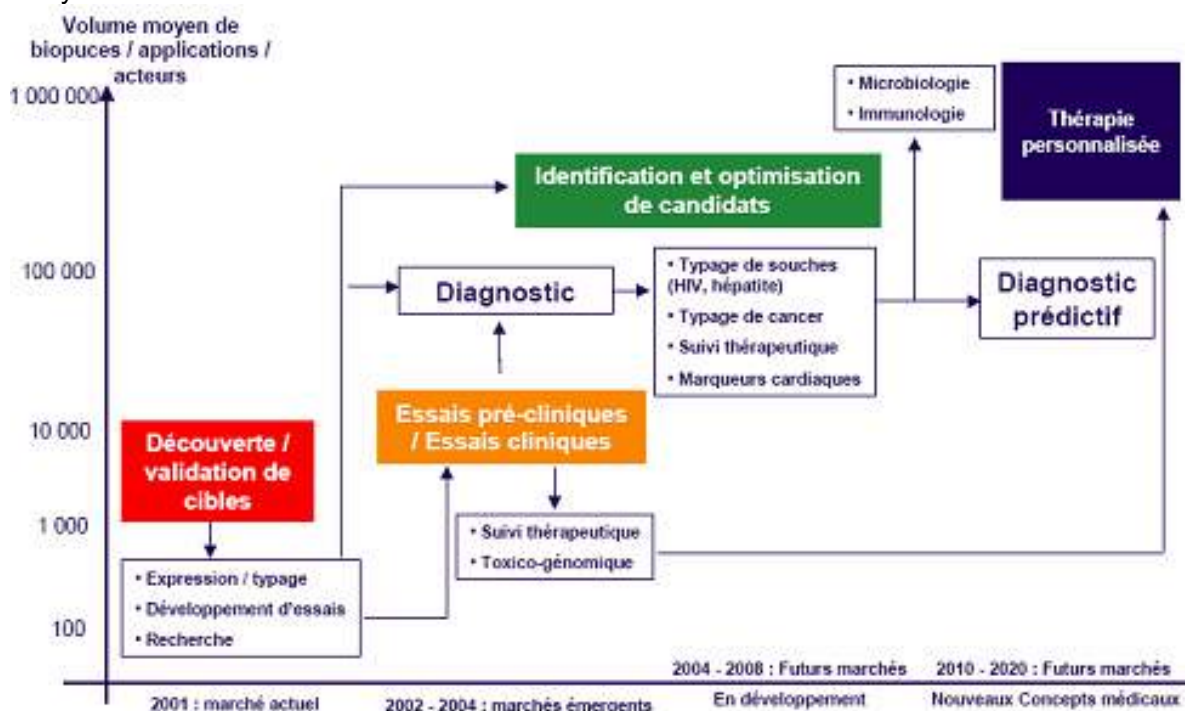 Volume moyen de
biopuces / applications /
acteurs
1 000 000
100 000
10 000
1 000
100
• Microbiologie
• Immunologie
Thérapie
personnalisée
Identification et optimisation
de candidats
Diagnostic
• Typage de souches
(HIV, hépatite)
• Typage de cancer
• Suivi thérapeutique
• Marqueurs cardiaques
Diagnostic
prédictif
Essais pré-cliniques
/ Essais cliniques
Découverte /
validation de
cibles
• Suivi thérapeutique
• Toxico-génomique
• Expression / typage
• Développement d'essais
• Recherche
2001 : marché actuel
2002 - 2004 : marchés émergents
2004 - 2008 : Futurs marchés
En développement
2010 - 2020 : Futurs marchés
Nouveaux Concepts médicaux